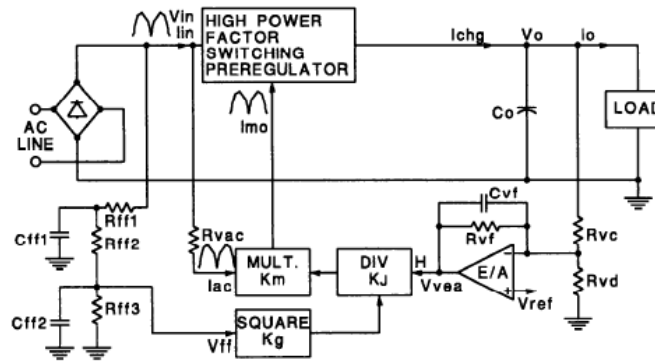 Vin
Iin
HIGH POWER
FACTOR
SWITCHING
PREREGULATOR
Ichg
Vo
io
Imo
AC
LINE
Co
LOAD
Rff1
Cff1
Rff2
Rvac
Iac
MULT.
Km
DIV
KJ
H
Vvea
Cvf
Rvf
E/A
Vref
Rvc
Rvd
Cff2
Rff3
Vff
SQUARE
Kg